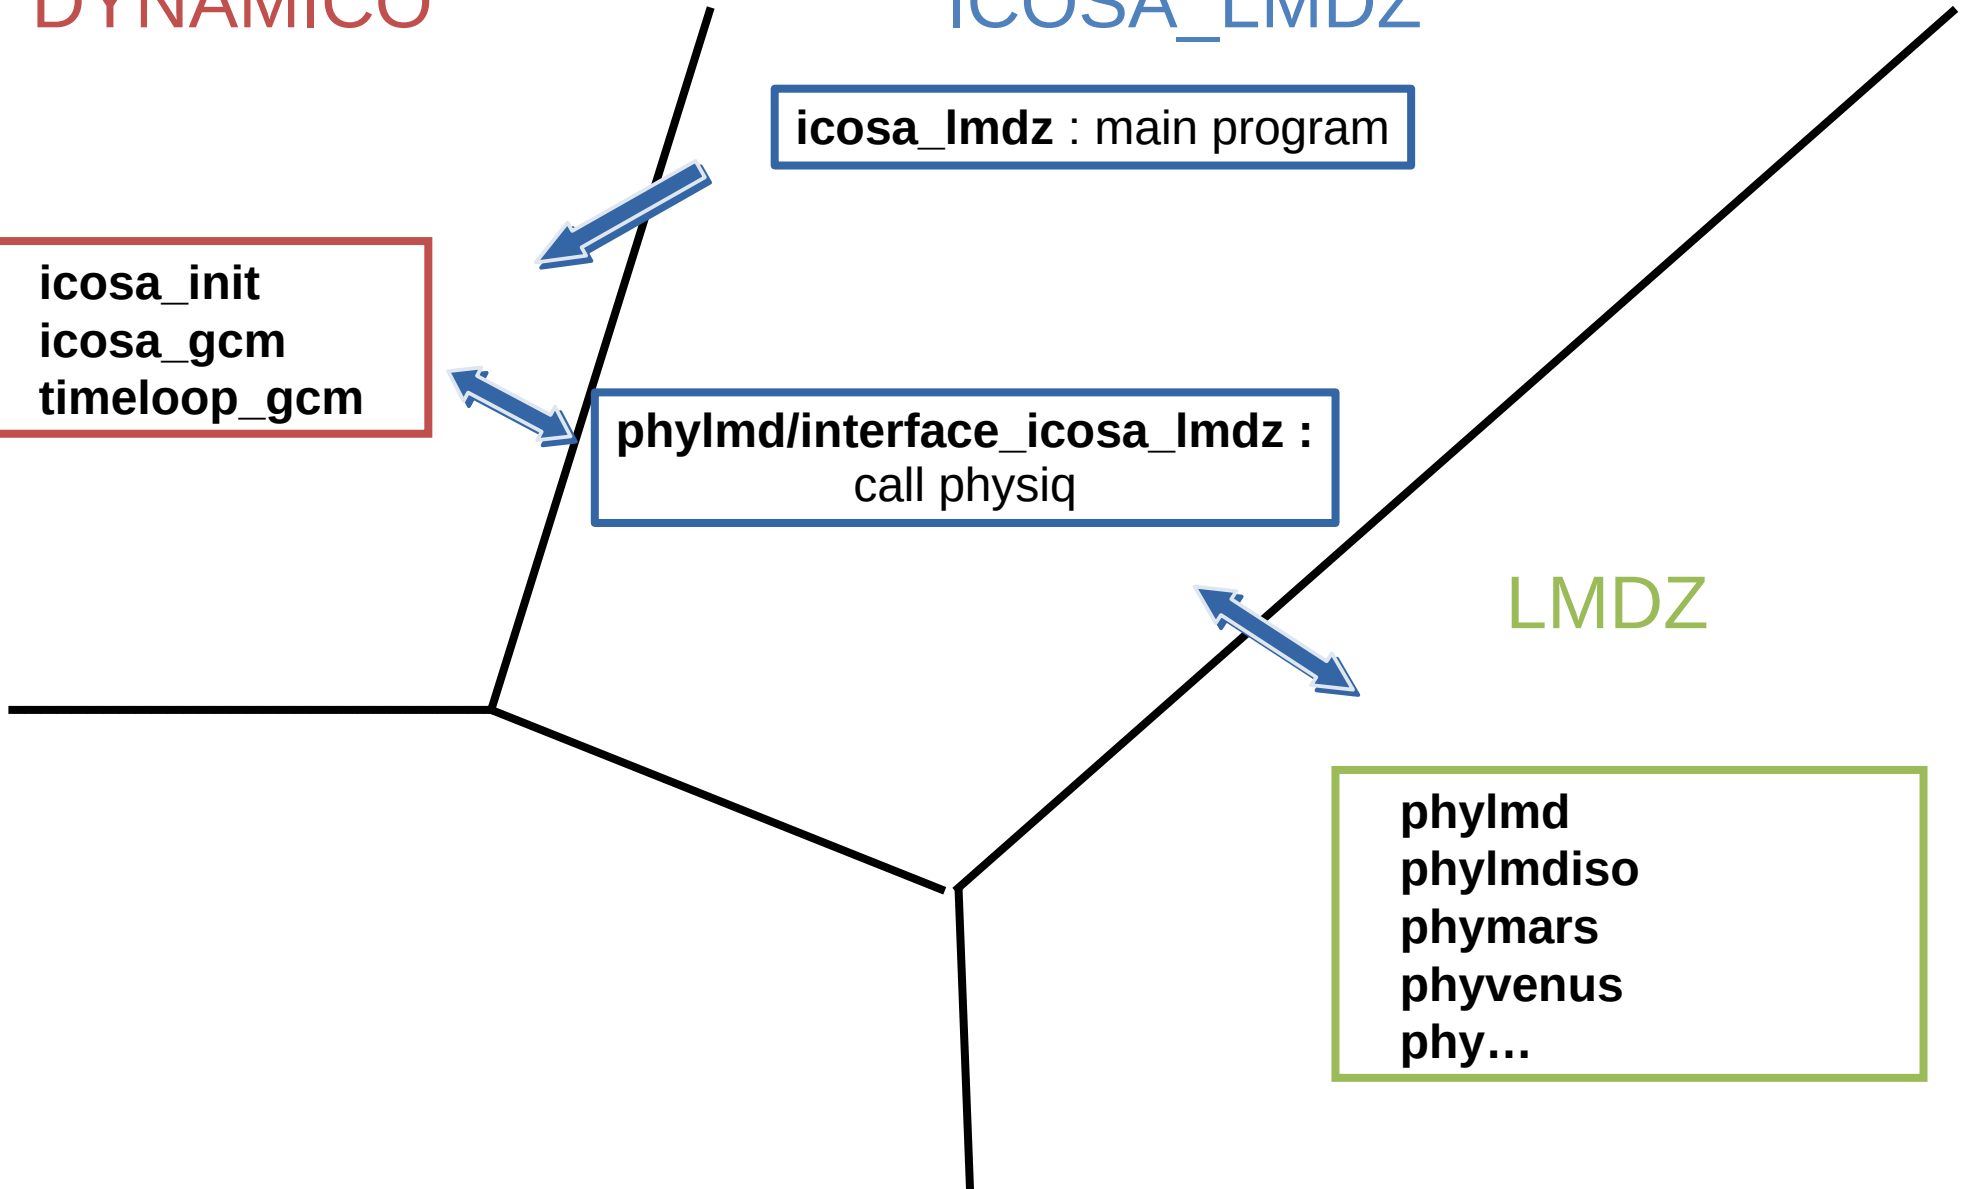 DYNAMICO
ICOSA_LMDZ
icosa_lmdz : main program
icosa_init
icosa_gcm
timeloop_gcm
phylmd/interface_icosa_lmdz :
call physiq
LMDZ
phylmd
phylmdiso
phymars
phyvenus
phy...